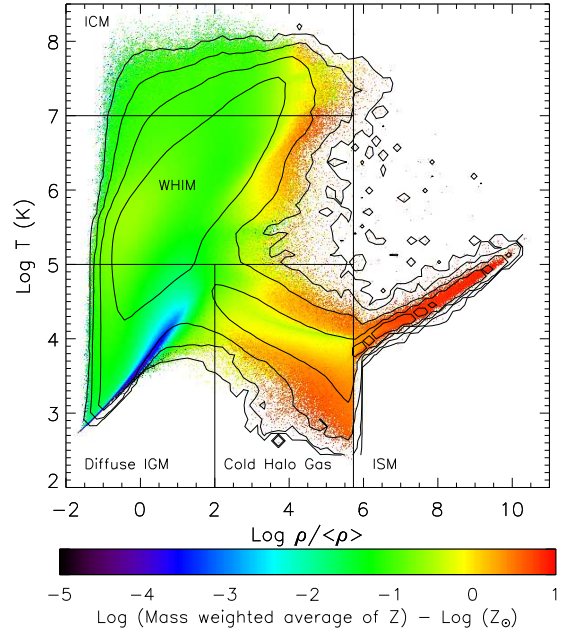 ICM
8
7
6
5
4
3
2
Log T (K)
WHIM
Diffuse IGM
Cold Halo Gas
ISM
−2 0 2 4 6 8 10
Log ρ/<ρ>
−5 −4 −3 −2 −1 0 1
Log (Mass weighted average of Z) − Log (Z⊙)